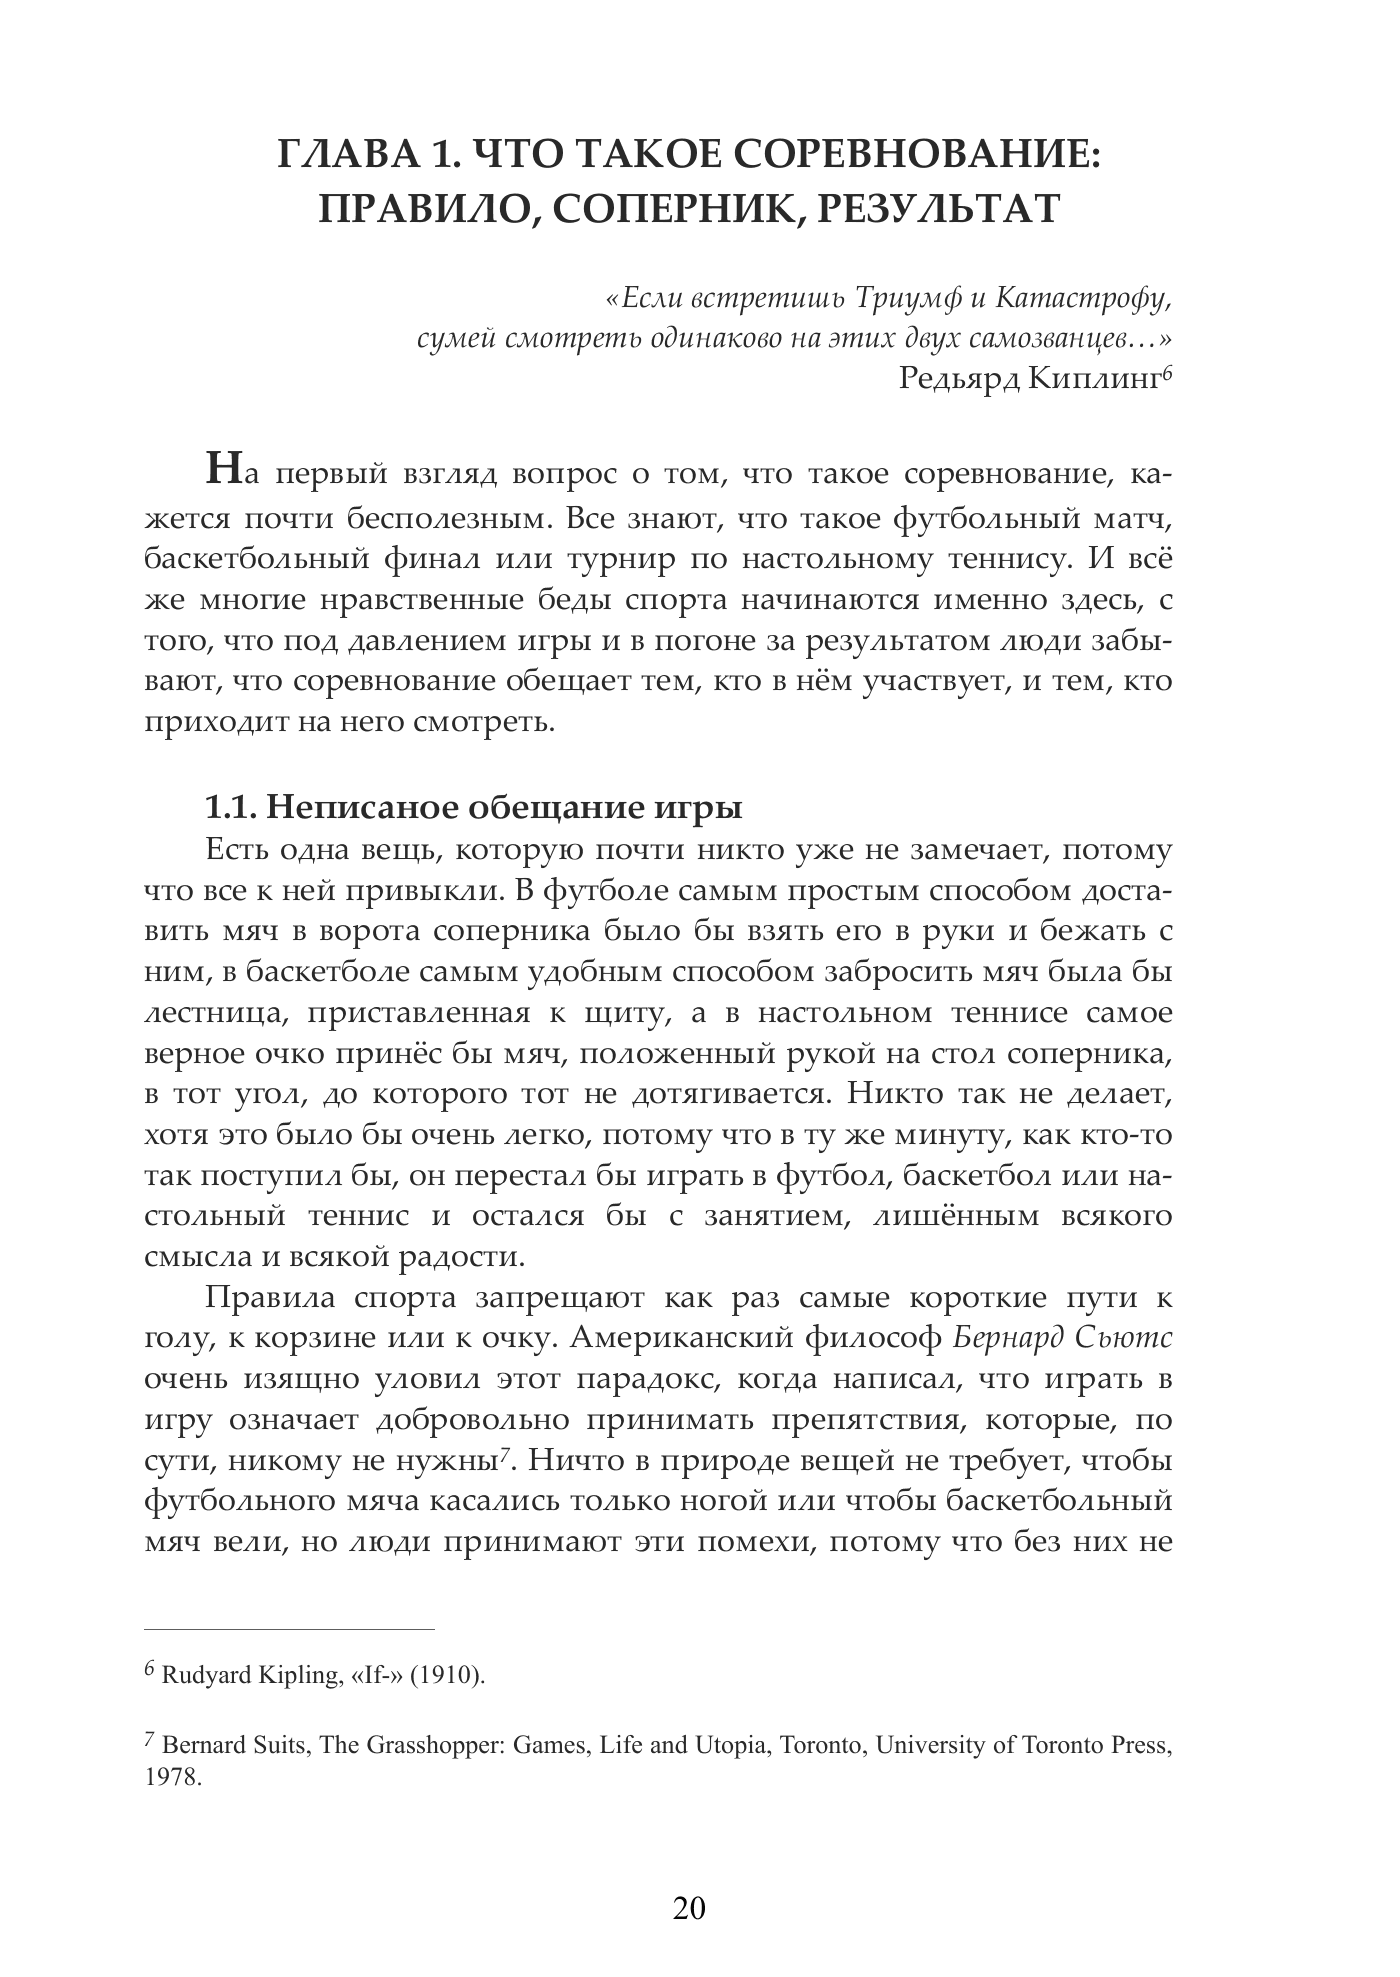 ГЛАВА 1. ЧТО ТАКОЕ СОРЕВНОВАНИЕ:
ПРАВИЛО, СОПЕРНИК, РЕЗУЛЬТАТ
«Если встретишь Триумф и Катастрофу,
сумей смотреть одинаково на этих двух самозванцев…»
Редьярд Киплинг6
На первый взгляд вопрос о том, что такое соревнование, ка-
жется почти бесполезным. Все знают, что такое футбольный матч,
баскетбольный финал или турнир по настольному теннису. И всё
же многие нравственные беды спорта начинаются именно здесь, с
того, что под давлением игры и в погоне за результатом люди забы-
вают, что соревнование обещает тем, кто в нём участвует, и тем, кто
приходит на него смотреть.
1.1. Неписаное обещание игры
Есть одна вещь, которую почти никто уже не замечает, потому
что все к ней привыкли. В футболе самым простым способом доста-
вить мяч в ворота соперника было бы взять его в руки и бежать с
ним, в баскетболе самым удобным способом забросить мяч была бы
лестница, приставленная к щиту, а в настольном теннисе самое
верное очко принёс бы мяч, положенный рукой на стол соперника,
в тот угол, до которого тот не дотягивается. Никто так не делает,
хотя это было бы очень легко, потому что в ту же минуту, как кто-то
так поступил бы, он перестал бы играть в футбол, баскетбол или на-
стольный теннис и остался бы с занятием, лишённым всякого
смысла и всякой радости.
Правила спорта запрещают как раз самые короткие пути к
голу, к корзине или к очку. Американский философ Бернард Сьютс
очень изящно уловил этот парадокс, когда написал, что играть в
игру означает добровольно принимать препятствия, которые, по
сути, никому не нужны7. Ничто в природе вещей не требует, чтобы
футбольного мяча касались только ногой или чтобы баскетбольный
мяч вели, но люди принимают эти помехи, потому что без них не
6 Rudyard Kipling, «If-» (1910).
7 Bernard Suits, The Grasshopper: Games, Life and Utopia, Toronto, University of Toronto Press,
1978.
20